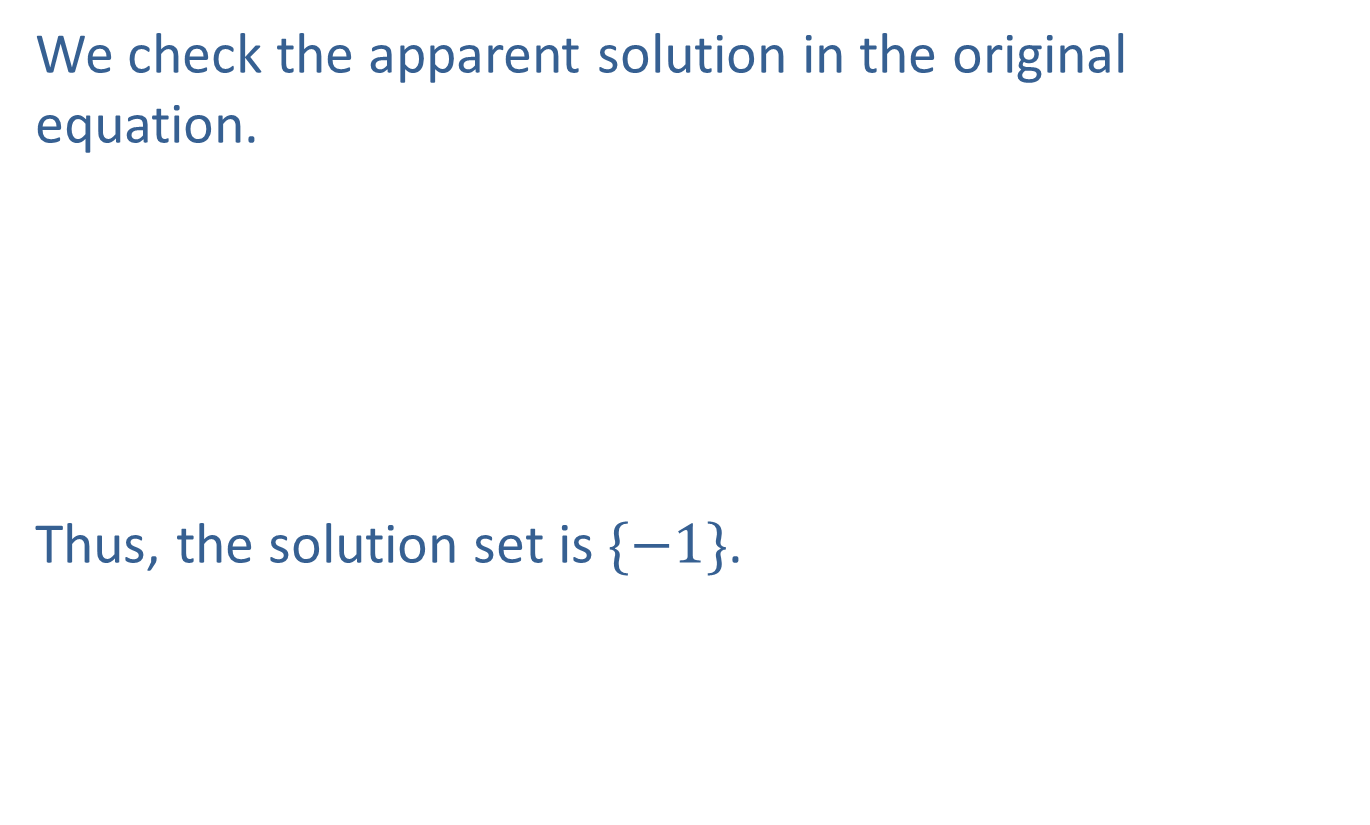 We check the apparent solution in the original
equation.
Thus, the solution set is {−1}.